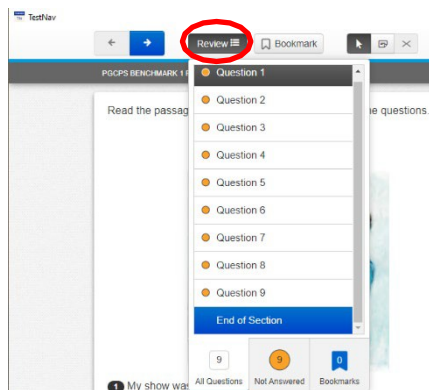 TestNav
Review Bookmark
PGCPS BENCHMARK 1
Question 1
Read the passag
e questions.
Question 2
Question 3
Question 4
Question 5
Question 6
Question 7
Question 8
Question 9
End of Section
9 9 0
All Questions Not Answered Bookmarks
1 My show was